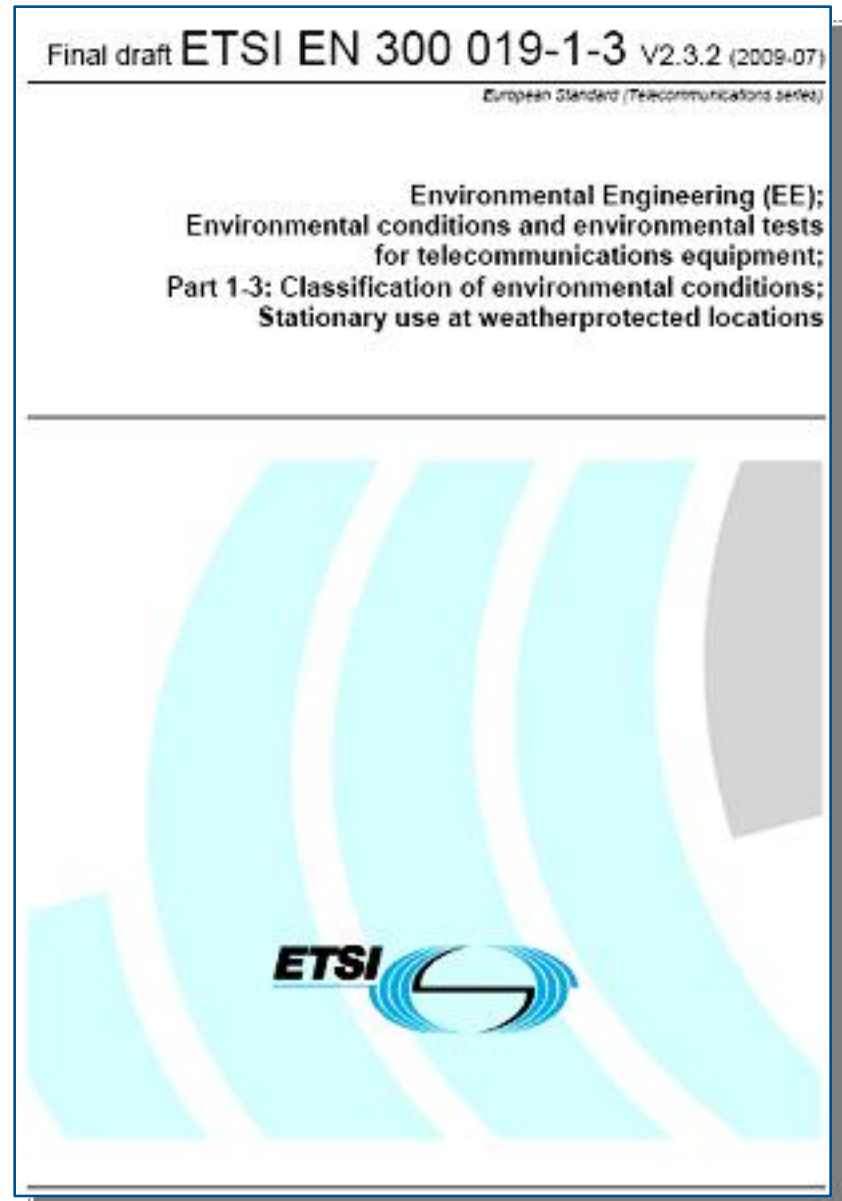 Final draft ETSI EN 300 019-1-3 V2.3.2 (2009-07)
European Standard (Telecommunications series)
Environmental Engineering (EE);
Environmental conditions and environmental tests
for telecommunications equipment;
Part 1-3: Classification of environmental conditions;
Stationary use at weatherprotected locations
ETSI